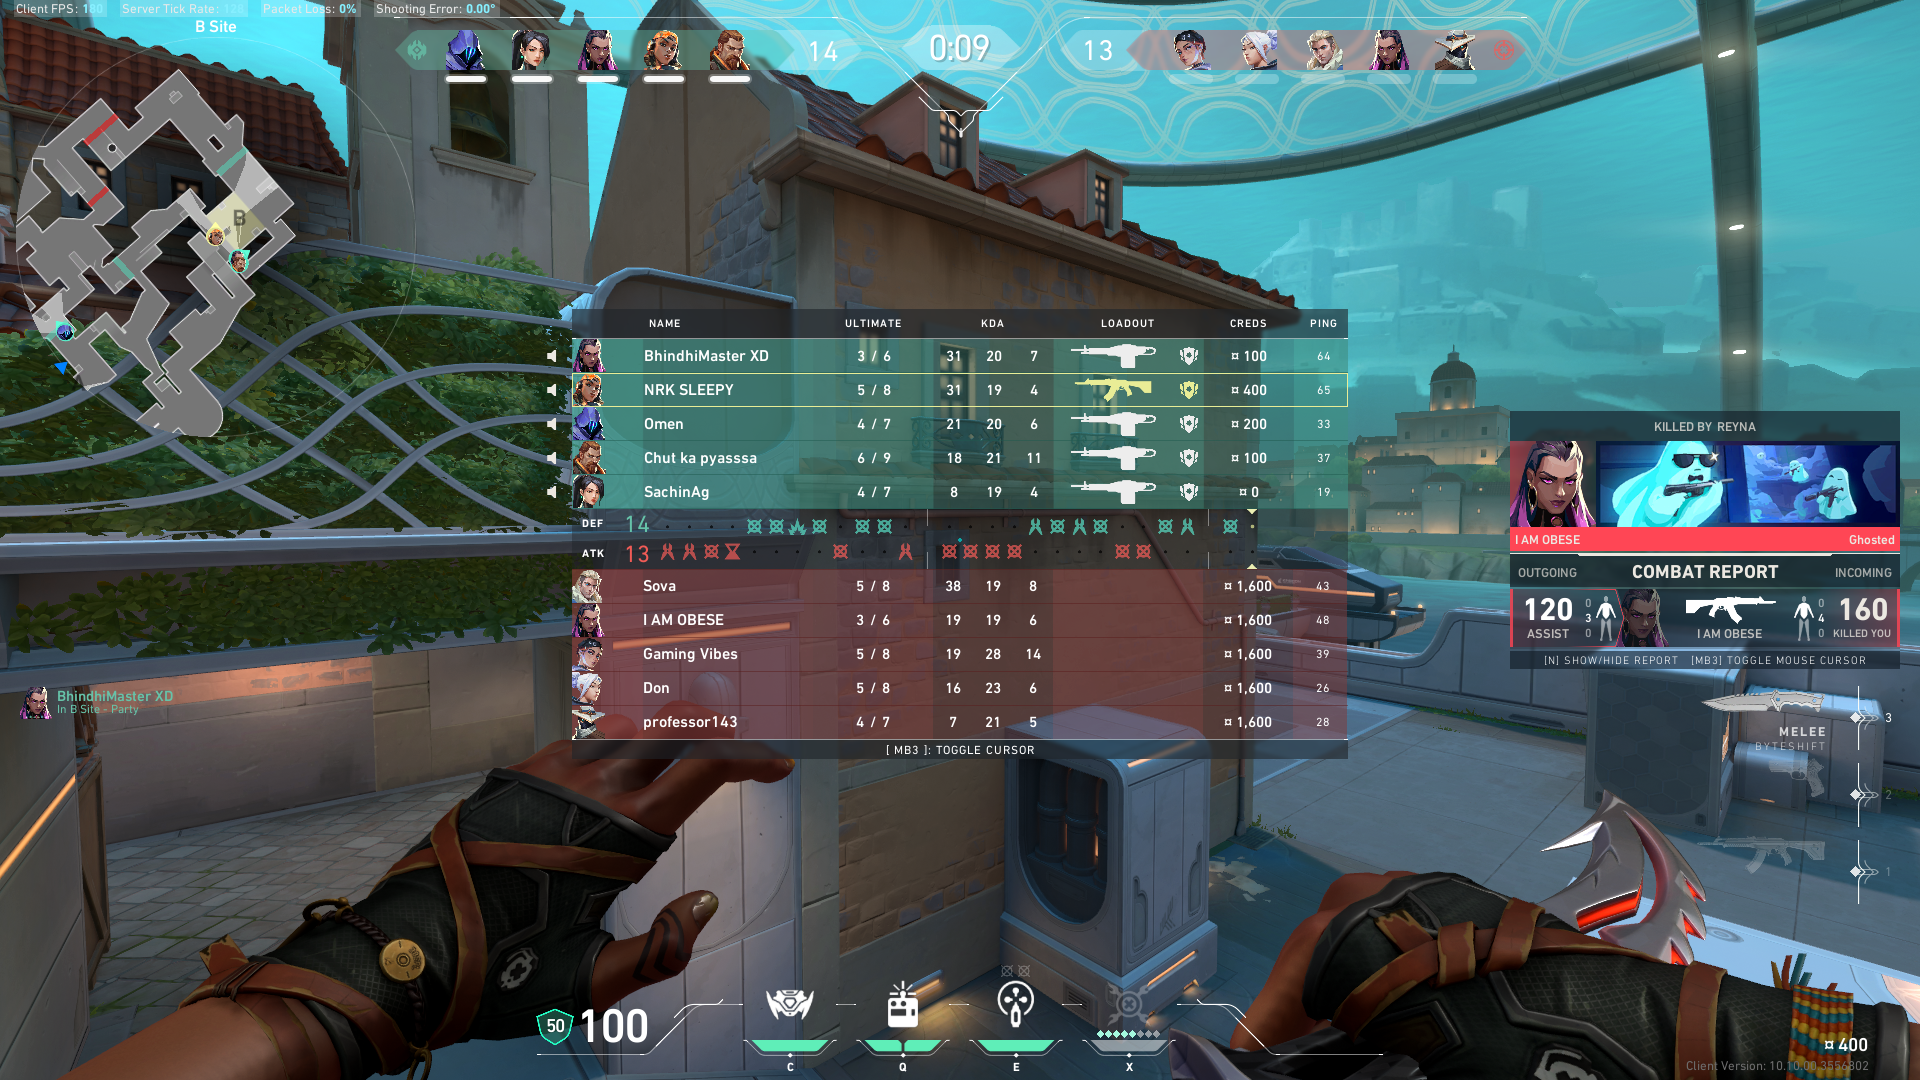 Client FPS: 180 Server Tick Rate: 128 Packet Loss: 0% Shooting Error: 0.00°
B Site
14 0:09 13
B
NAME ULTIMATE KDA LOADOUT CREDS PING
BhindhiMaster XD 3 / 6 31 20 7 ¤ 100 64
NRK SLEEPY 5 / 8 31 19 4 ¤ 400 65
Omen 4 / 7 21 20 6 ¤ 200 33
Chut ka pyasssa 6 / 9 18 21 11 ¤ 100 37
SachinAg 4 / 7 8 19 4 ¤ 0 19
DEF 14
ATK 13
Sova 5 / 8 38 19 8 ¤ 1,600 43
I AM OBESE 3 / 6 19 19 6 ¤ 1,600 48
Gaming Vibes 5 / 8 19 28 14 ¤ 1,600 39
Don 5 / 8 16 23 6 ¤ 1,600 26
professor143 4 / 7 7 21 5 ¤ 1,600 28
[ MB3 ]: TOGGLE CURSOR
KILLED BY REYNA
I AM OBESE Ghosted
OUTGOING COMBAT REPORT INCOMING
120 0 3 0 0 4 0 160
ASSIST I AM OBESE KILLED YOU
[N] SHOW/HIDE REPORT [MB3] TOGGLE MOUSE CURSOR
BhindhiMaster XD
In B Site - Party
3
MELEE
BYTESHIFT
2
1
50 100
C Q E X
¤ 400
Client Version: 10.10.00.3556802